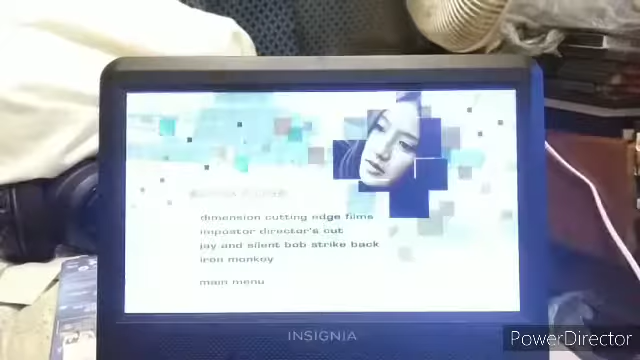 dimension cutting edge films
impostor director's cut
jay and silent bob strike back
iron monkey
main menu
INSIGNIA
PowerDirector